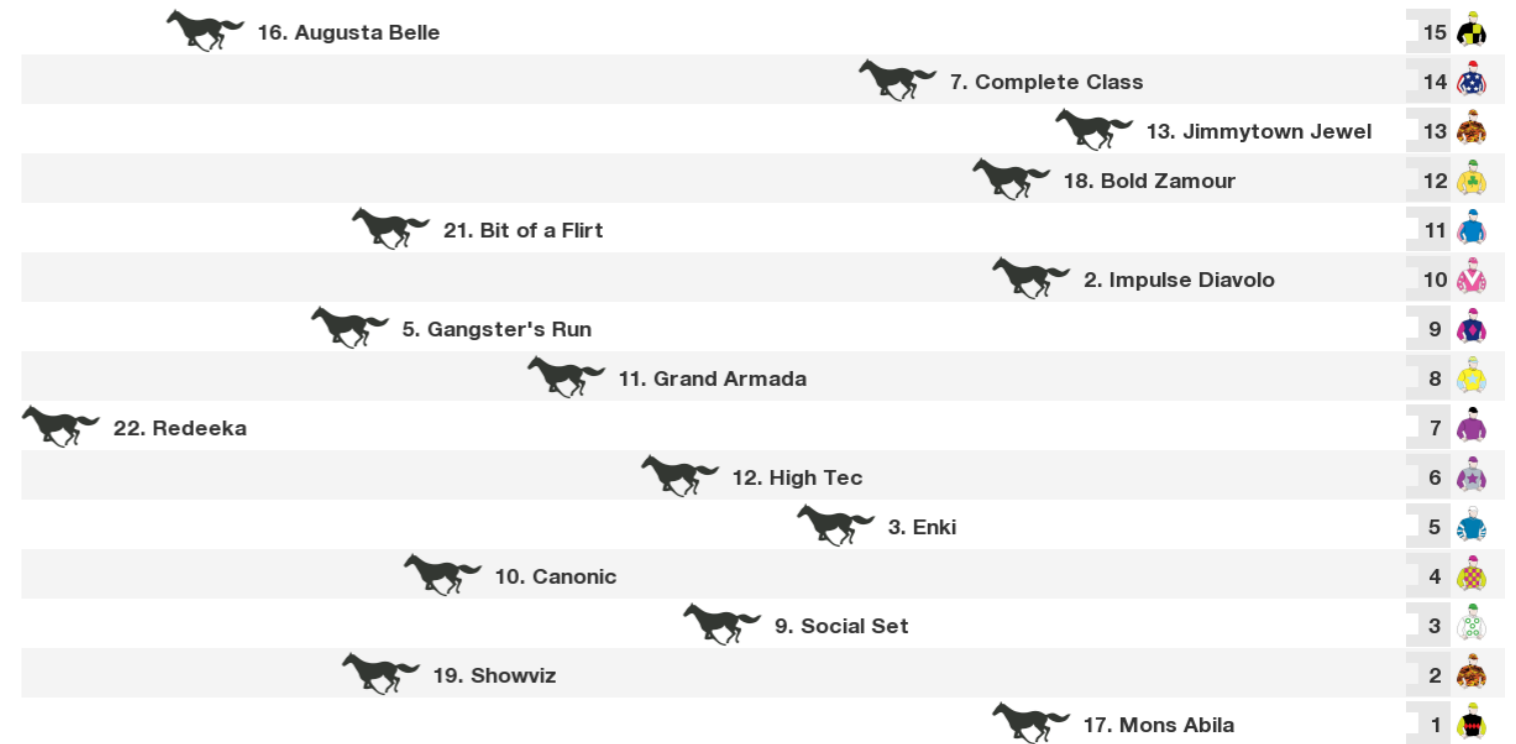 16. Augusta Belle 15
7. Complete Class 14
13. Jimmytown Jewel 13
18. Bold Zamour 12
21. Bit of a Flirt 11
2. Impulse Diavolo 10
5. Gangster's Run 9
11. Grand Armada 8
22. Redeeka 7
12. High Tec 6
3. Enki 5
10. Canonic 4
9. Social Set 3
19. Showviz 2
17. Mons Abila 1